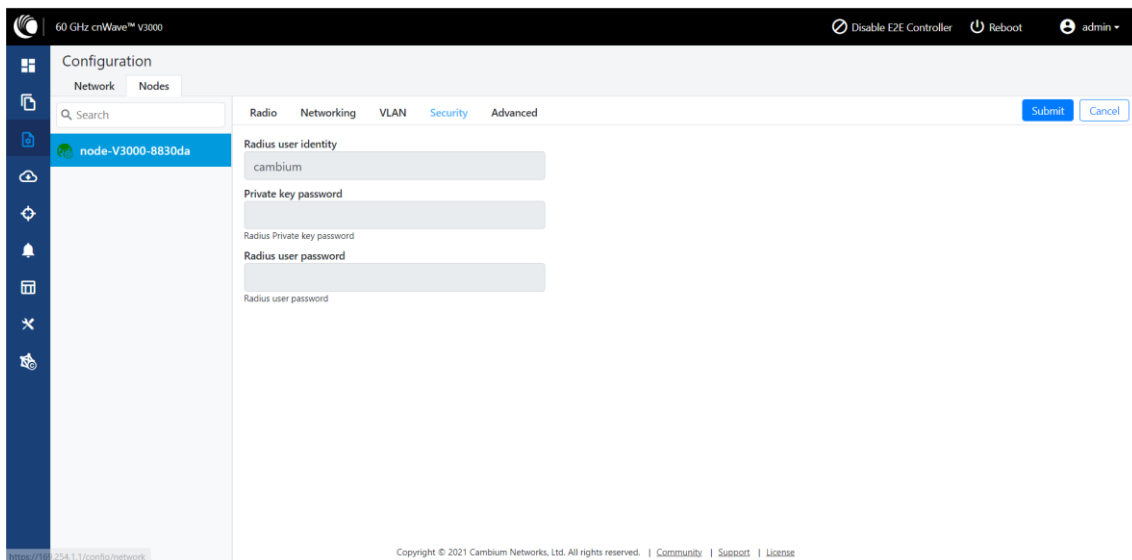 60 GHz cnWave™ V3000
Disable E2E Controller
Reboot
admin
Configuration
Network Nodes
Search
node-V3000-8830da
Radio Networking VLAN Security Advanced
Submit Cancel
Radius user identity
cambium
Private key password
Radius Private key password
Radius user password
Radius user password
https://169.254.1.1/config/network
Copyright © 2021 Cambium Networks, Ltd. All rights reserved. | Community | Support | License